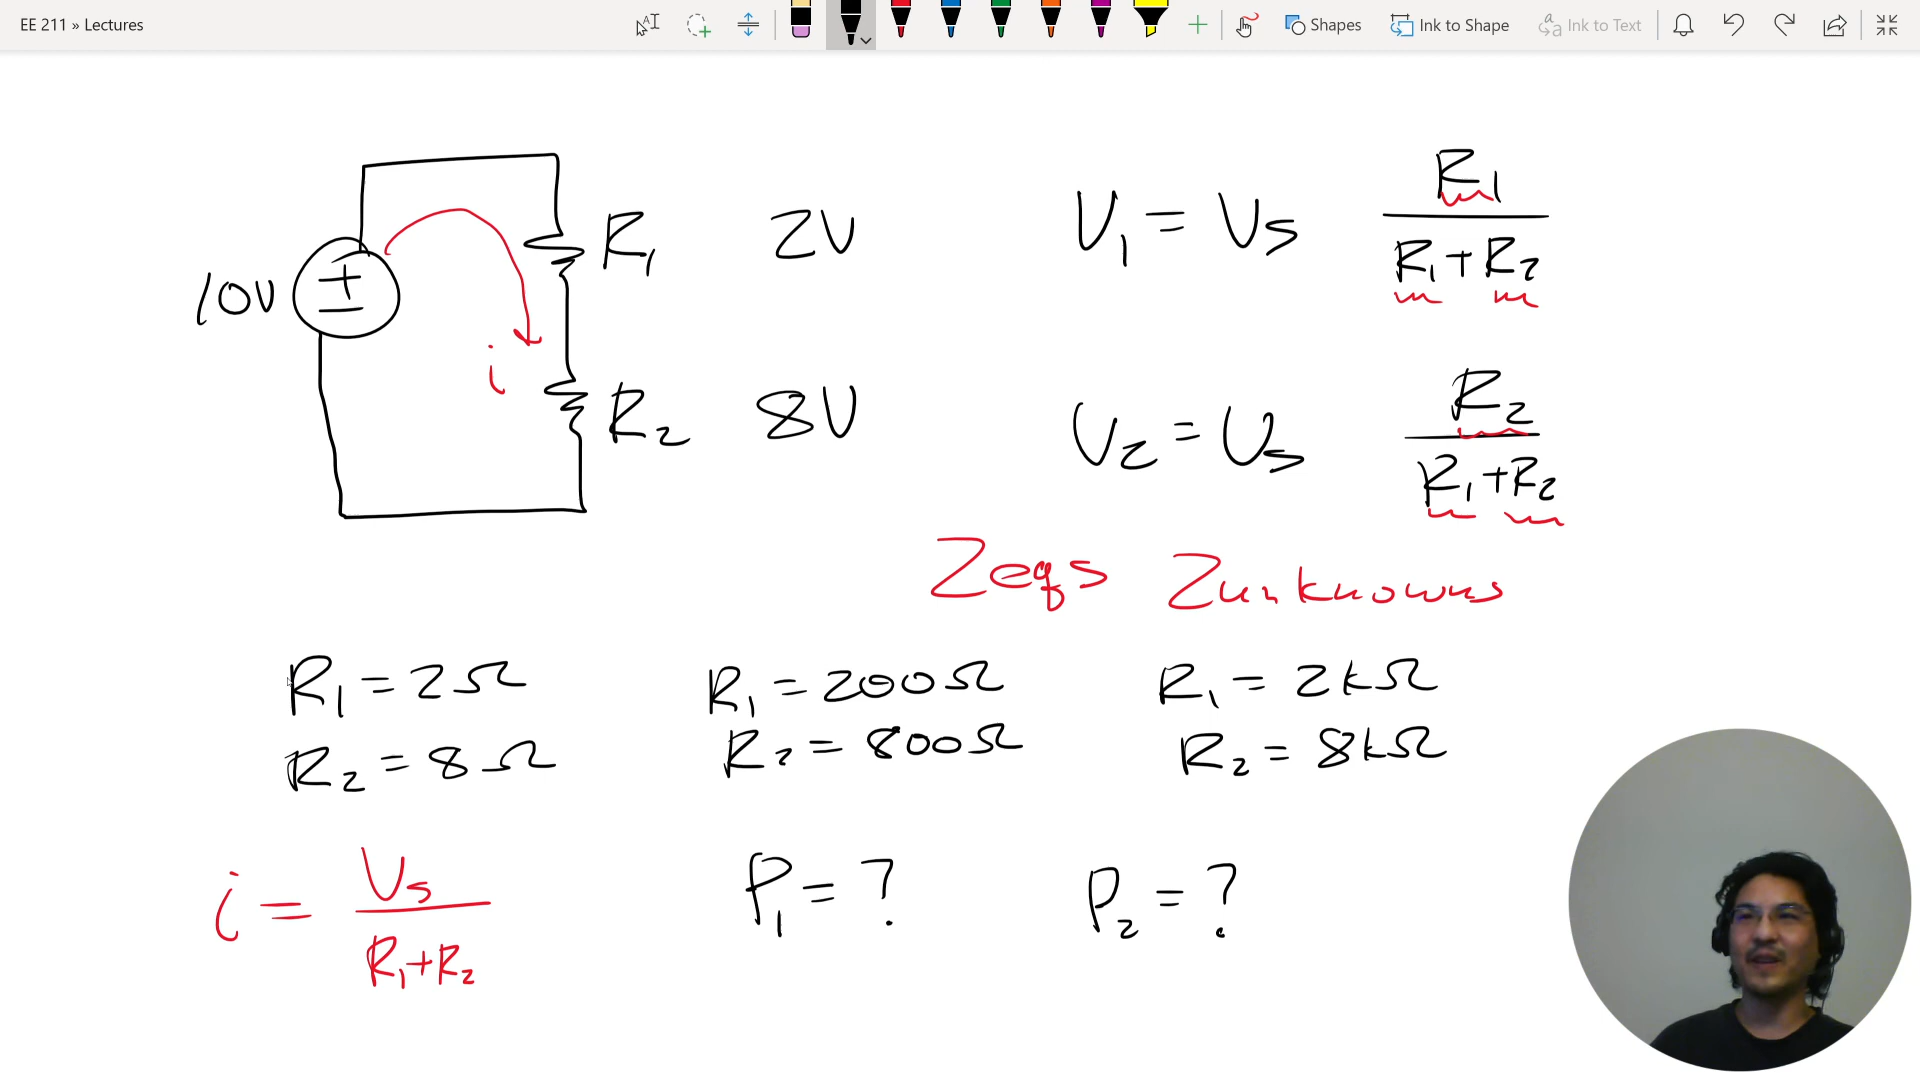 EE 211 » Lectures
Shapes
Ink to Shape
Ink to Text
10V
R1 2V
R2 8V
i
V1 = Vs R1 / (R1+R2)
V2 = Vs R2 / (R1+R2)
2eqs 2unknowns
R1 = 2Ω R1 = 200Ω R1 = 2kΩ
R2 = 8Ω R2 = 800Ω R2 = 8kΩ
i = Vs / (R1+R2) P1 = ? P2 = ?